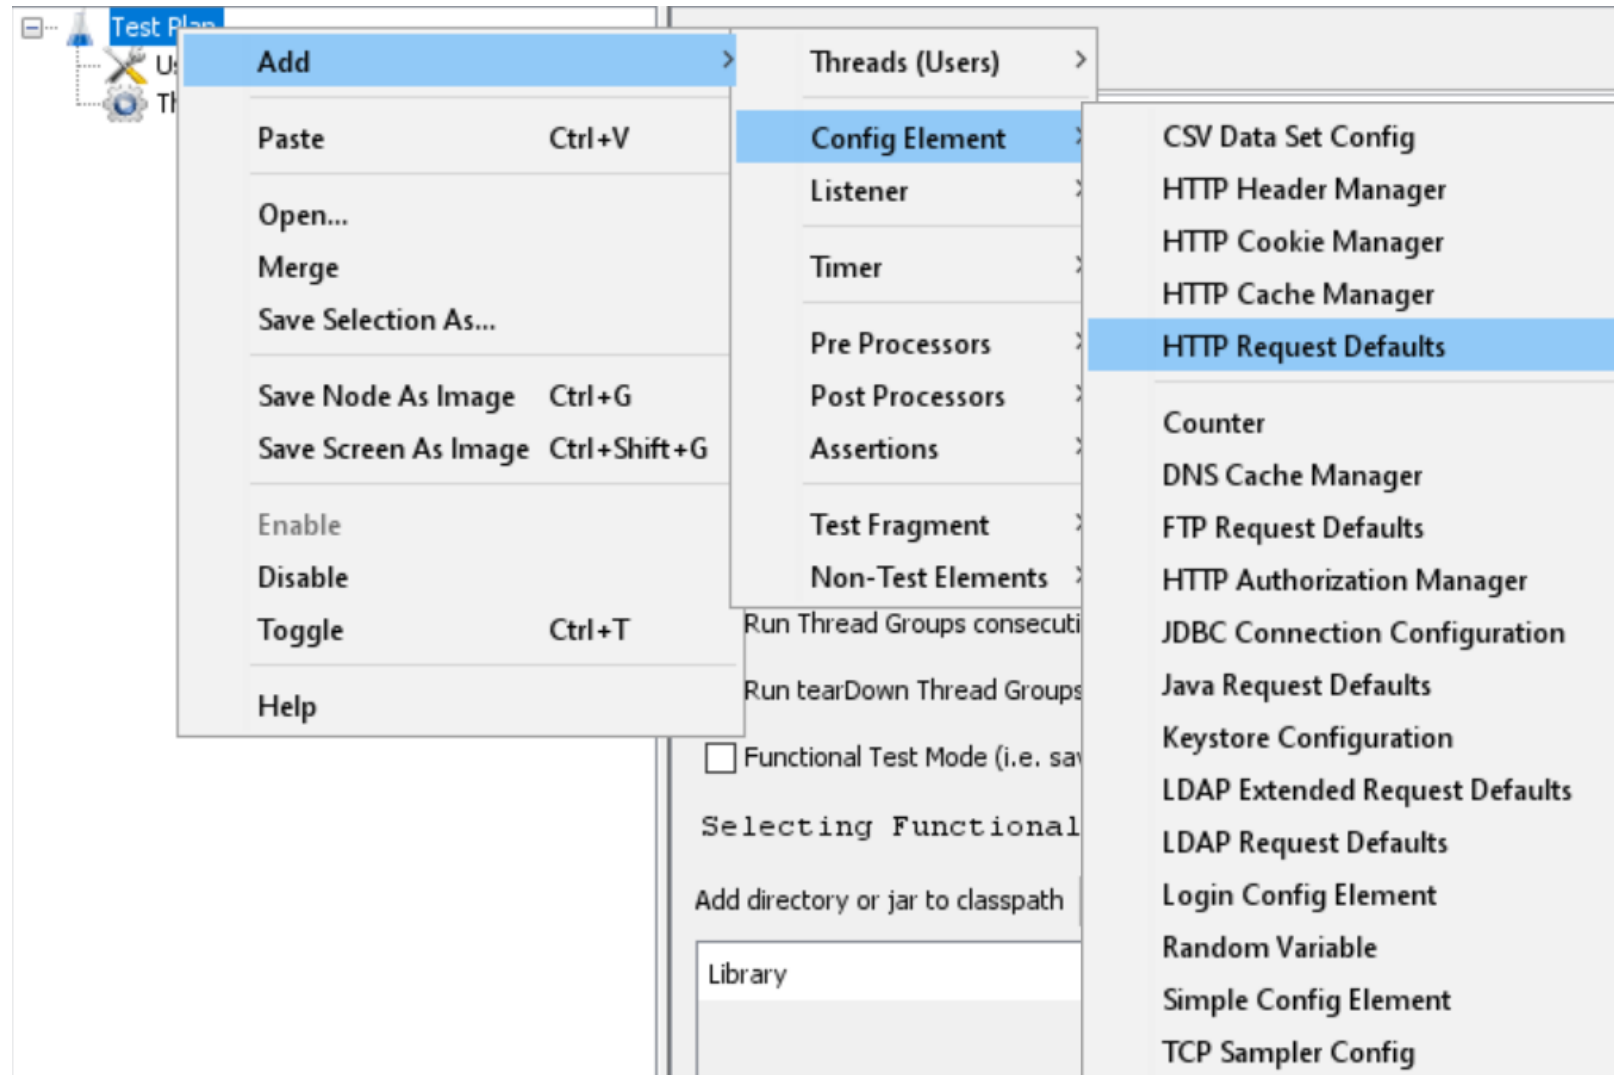 Test Plan
Add
Paste Ctrl+V
Open...
Merge
Save Selection As...
Save Node As Image Ctrl+G
Save Screen As Image Ctrl+Shift+G
Enable
Disable
Toggle Ctrl+T
Help
Threads (Users)
Config Element
Listener
Timer
Pre Processors
Post Processors
Assertions
Test Fragment
Non-Test Elements
CSV Data Set Config
HTTP Header Manager
HTTP Cookie Manager
HTTP Cache Manager
HTTP Request Defaults
Counter
DNS Cache Manager
FTP Request Defaults
HTTP Authorization Manager
JDBC Connection Configuration
Java Request Defaults
Keystore Configuration
LDAP Extended Request Defaults
LDAP Request Defaults
Login Config Element
Random Variable
Simple Config Element
TCP Sampler Config
Run Thread Groups consecuti
Run tearDown Thread Groups
Functional Test Mode (i.e. sav
Selecting Functional
Add directory or jar to classpath
Library